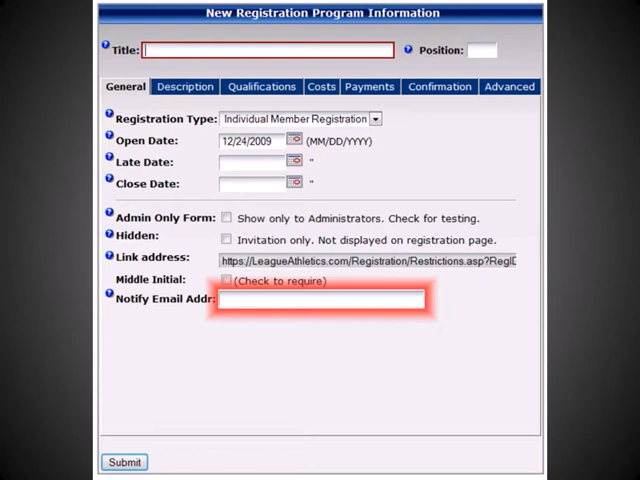 New Registration Program Information
Title: Position:
General Description Qualifications Costs Payments Confirmation Advanced
Registration Type: Individual Member Registration
Open Date: 12/24/2009 (MM/DD/YYYY)
Late Date: "
Close Date: "
Admin Only Form: Show only to Administrators. Check for testing.
Hidden: Invitation only. Not displayed on registration page.
Link address: https://LeagueAthletics.com/Registration/Restrictions.asp?RegID
Middle Initial: (Check to require)
Notify Email Addr:
Submit